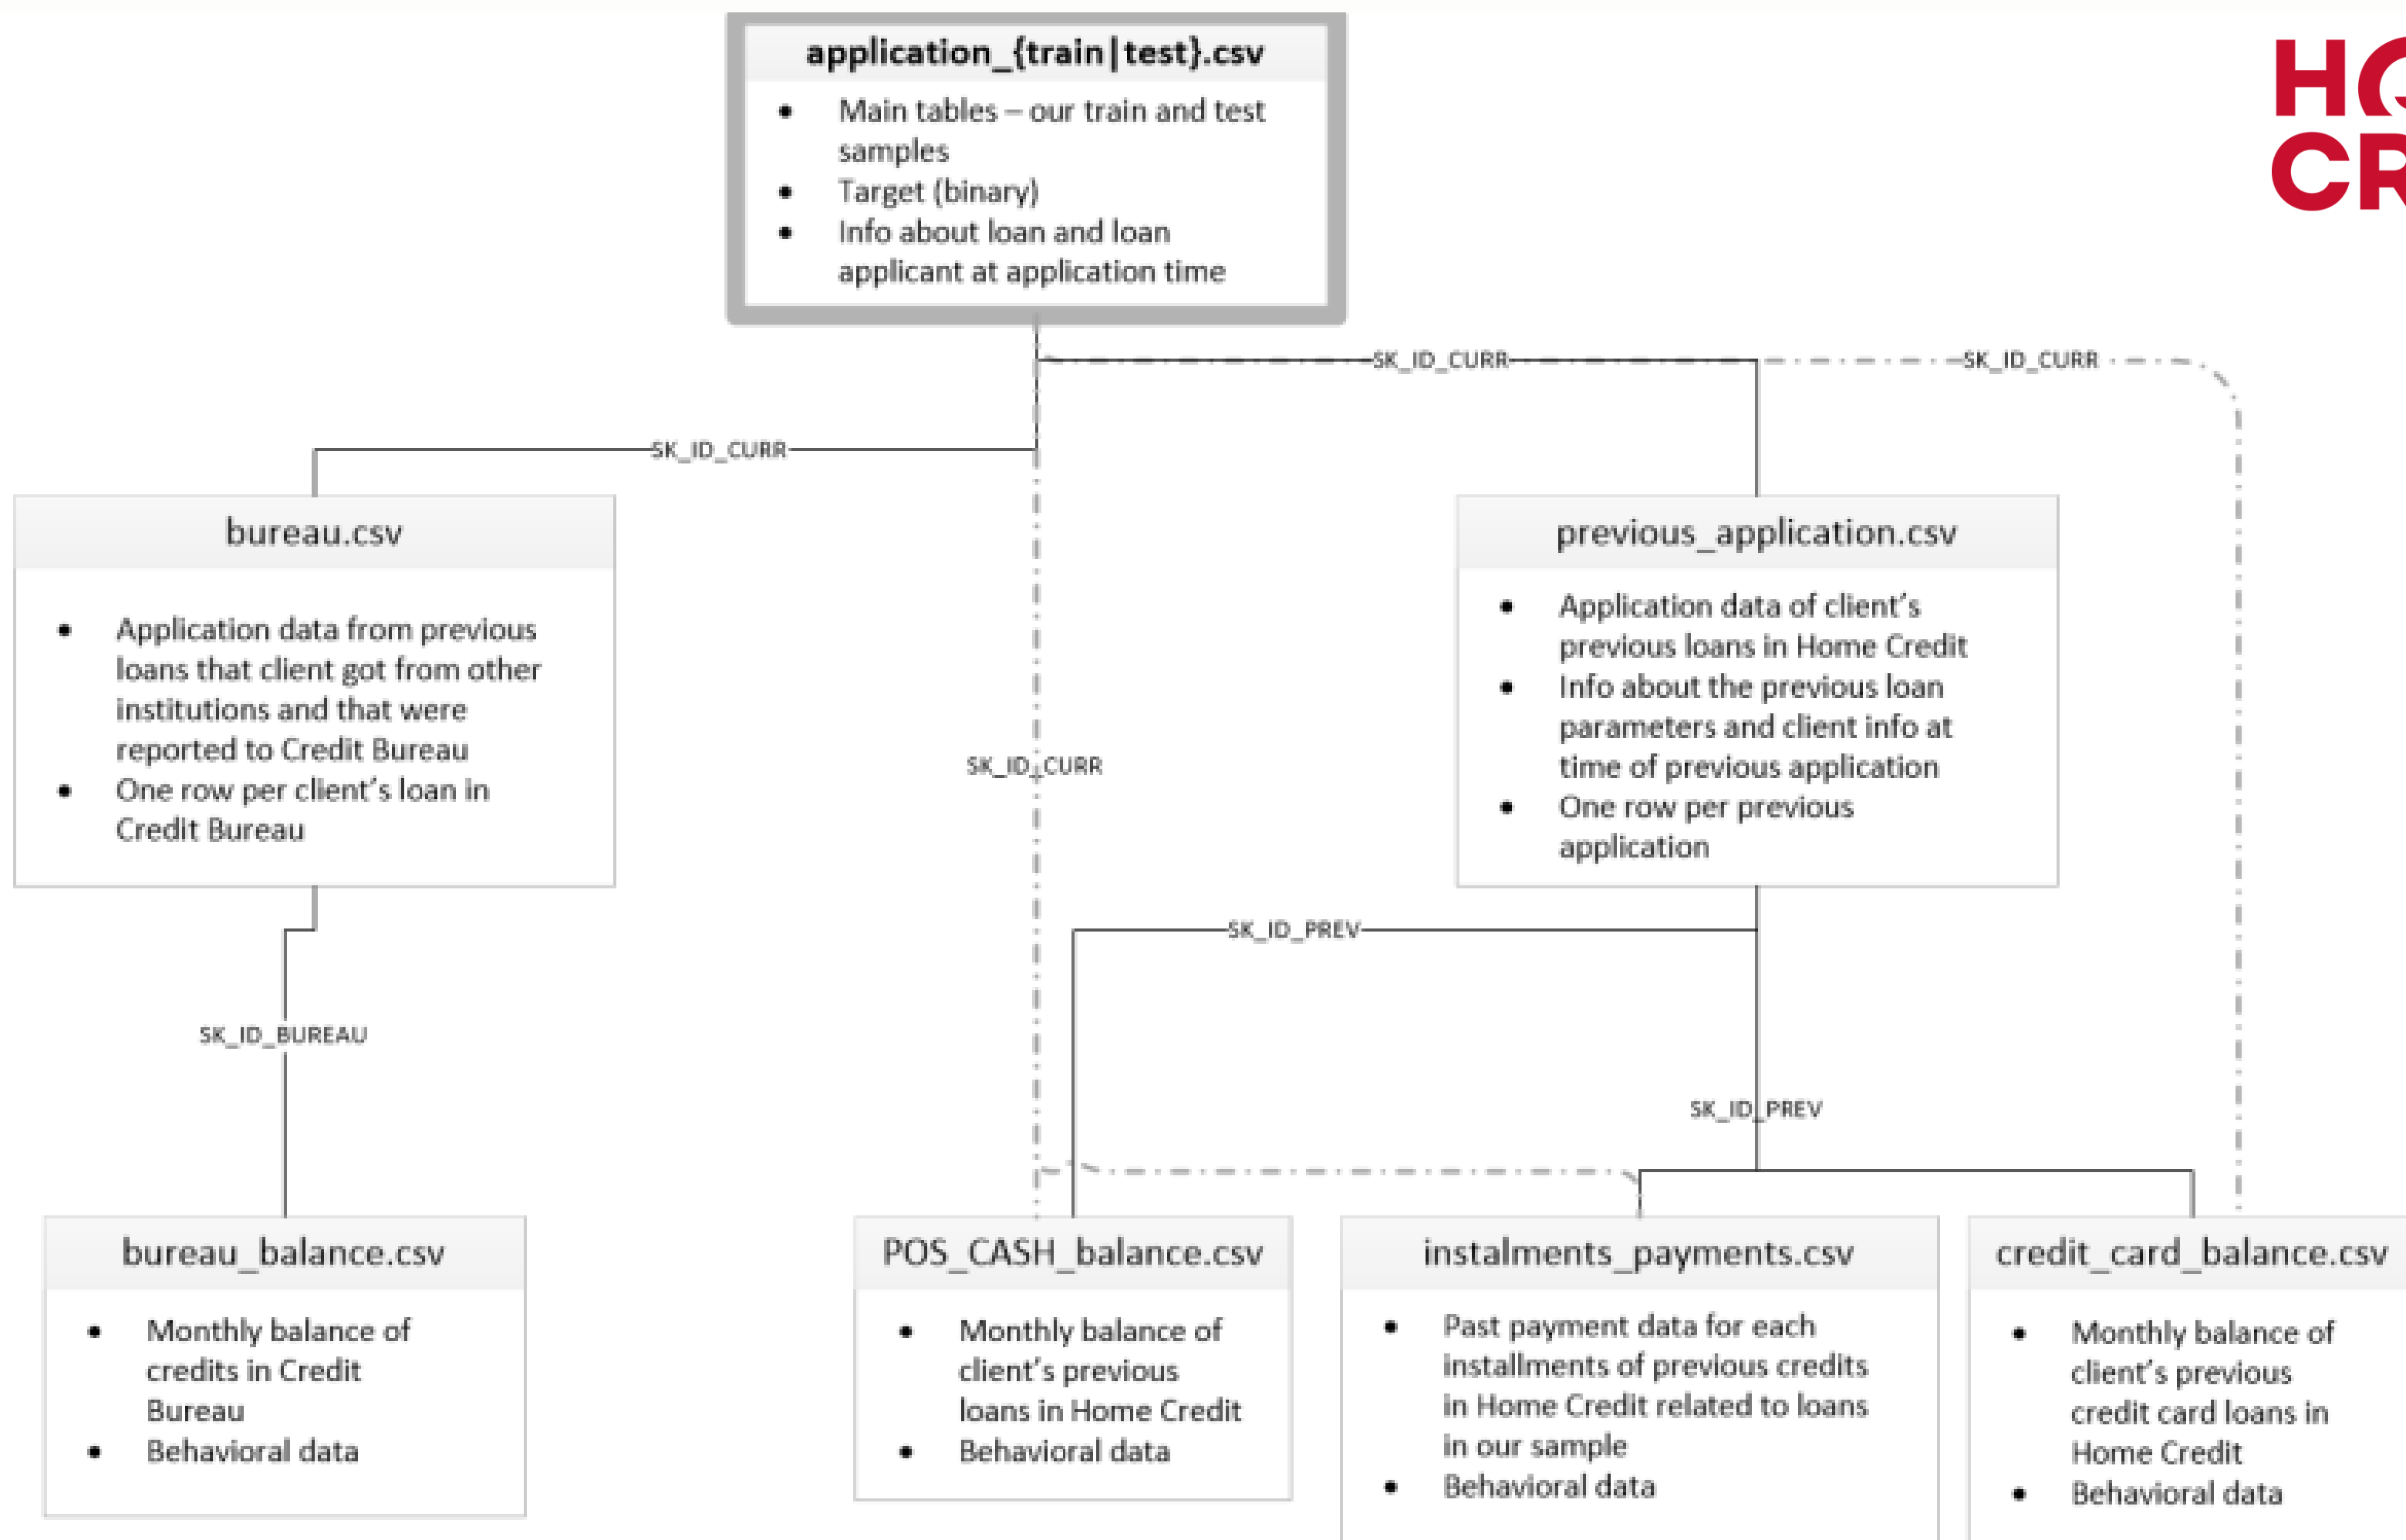 application_{train|test}.csv
• Main tables – our train and test
samples
• Target (binary)
• Info about loan and loan
applicant at application time
SK_ID_CURR
SK_ID_CURR
SK_ID_CURR
bureau.csv
• Application data from previous
loans that client got from other
institutions and that were
reported to Credit Bureau
• One row per client's loan in
Credit Bureau
SK_ID_CURR
previous_application.csv
• Application data of client's
previous loans in Home Credit
• Info about the previous loan
parameters and client info at
time of previous application
• One row per previous
application
SK_ID_PREV
SK_ID_BUREAU
SK_ID_PREV
bureau_balance.csv
• Monthly balance of
credits in Credit
Bureau
• Behavioral data
POS_CASH_balance.csv
• Monthly balance of
client's previous
loans in Home Credit
• Behavioral data
instalments_payments.csv
• Past payment data for each
installments of previous credits
in Home Credit related to loans
in our sample
• Behavioral data
credit_card_balance.csv
• Monthly balance of
client's previous
credit card loans in
Home Credit
• Behavioral data